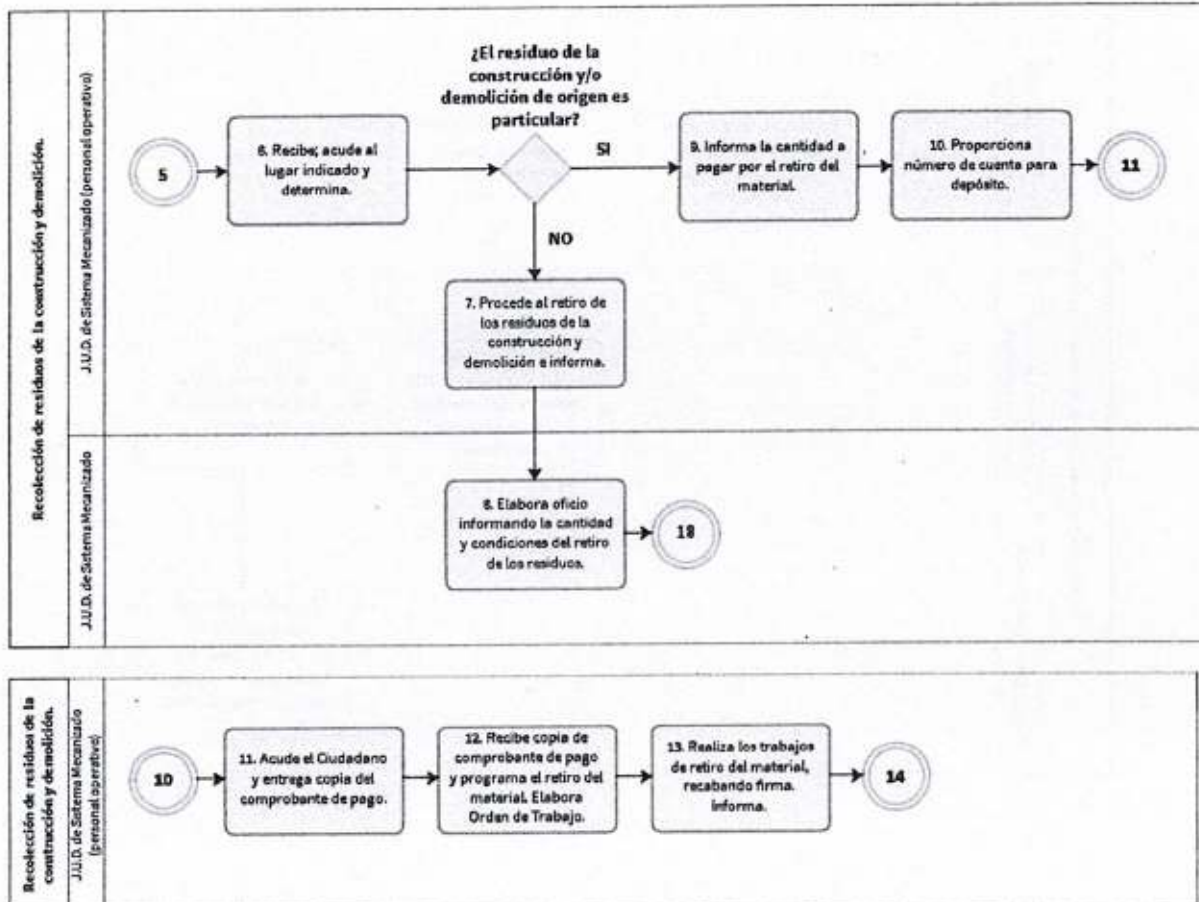 Recolección de residuos de la construcción y demolición.
J.U.D. de Sistema Mecanizado (personal operativo)
5
6. Recibe; acude al
lugar indicado y
determina.
¿El residuo de la
construcción y/o
demolición de origen es
particular?
SI
9. Informa la cantidad a
pagar por el retiro del
material.
10. Proporciona
número de cuenta para
depósito.
11
NO
7. Procede al retiro de
los residuos de la
construcción y
demolición e informa.
J.U.D. de Sistema Mecanizado
8. Elabora oficio
informando la cantidad
y condiciones del retiro
de los residuos.
18
Recolección de residuos de la
construcción y demolición.
J.U.D. de Sistema Mecanizado
(personal operativo)
10
11. Acude el Ciudadano
y entrega copia del
comprobante de pago.
12. Recibe copia de
comprobante de pago
y programa el retiro del
material. Elabora
Orden de Trabajo.
13. Realiza los trabajos
de retiro del material,
recabando firma.
Informa.
14